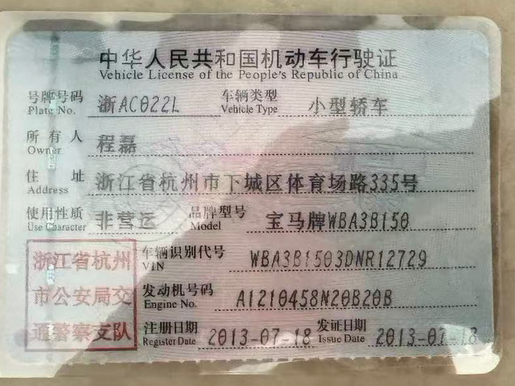 中华人民共和国机动车行驶证
Vehicle License of the People's Republic of China
号牌号码 浙AC022L 车辆类型 小型轿车
Plate No. Vehicle Type
所有人 程磊
Owner
住址 浙江省杭州市下城区体育场路335号
Address
使用性质 非营运 品牌型号 宝马牌WBA3B150
Use Character Model
浙江省杭州 车辆识别代号 WBA3B1503DNR12729
VIN
市公安局交 发动机号码 A1210458N20B20B
Engine No.
通警察支队 注册日期 2013-07-18 发证日期 2013-07-18
Register Date Issue Date